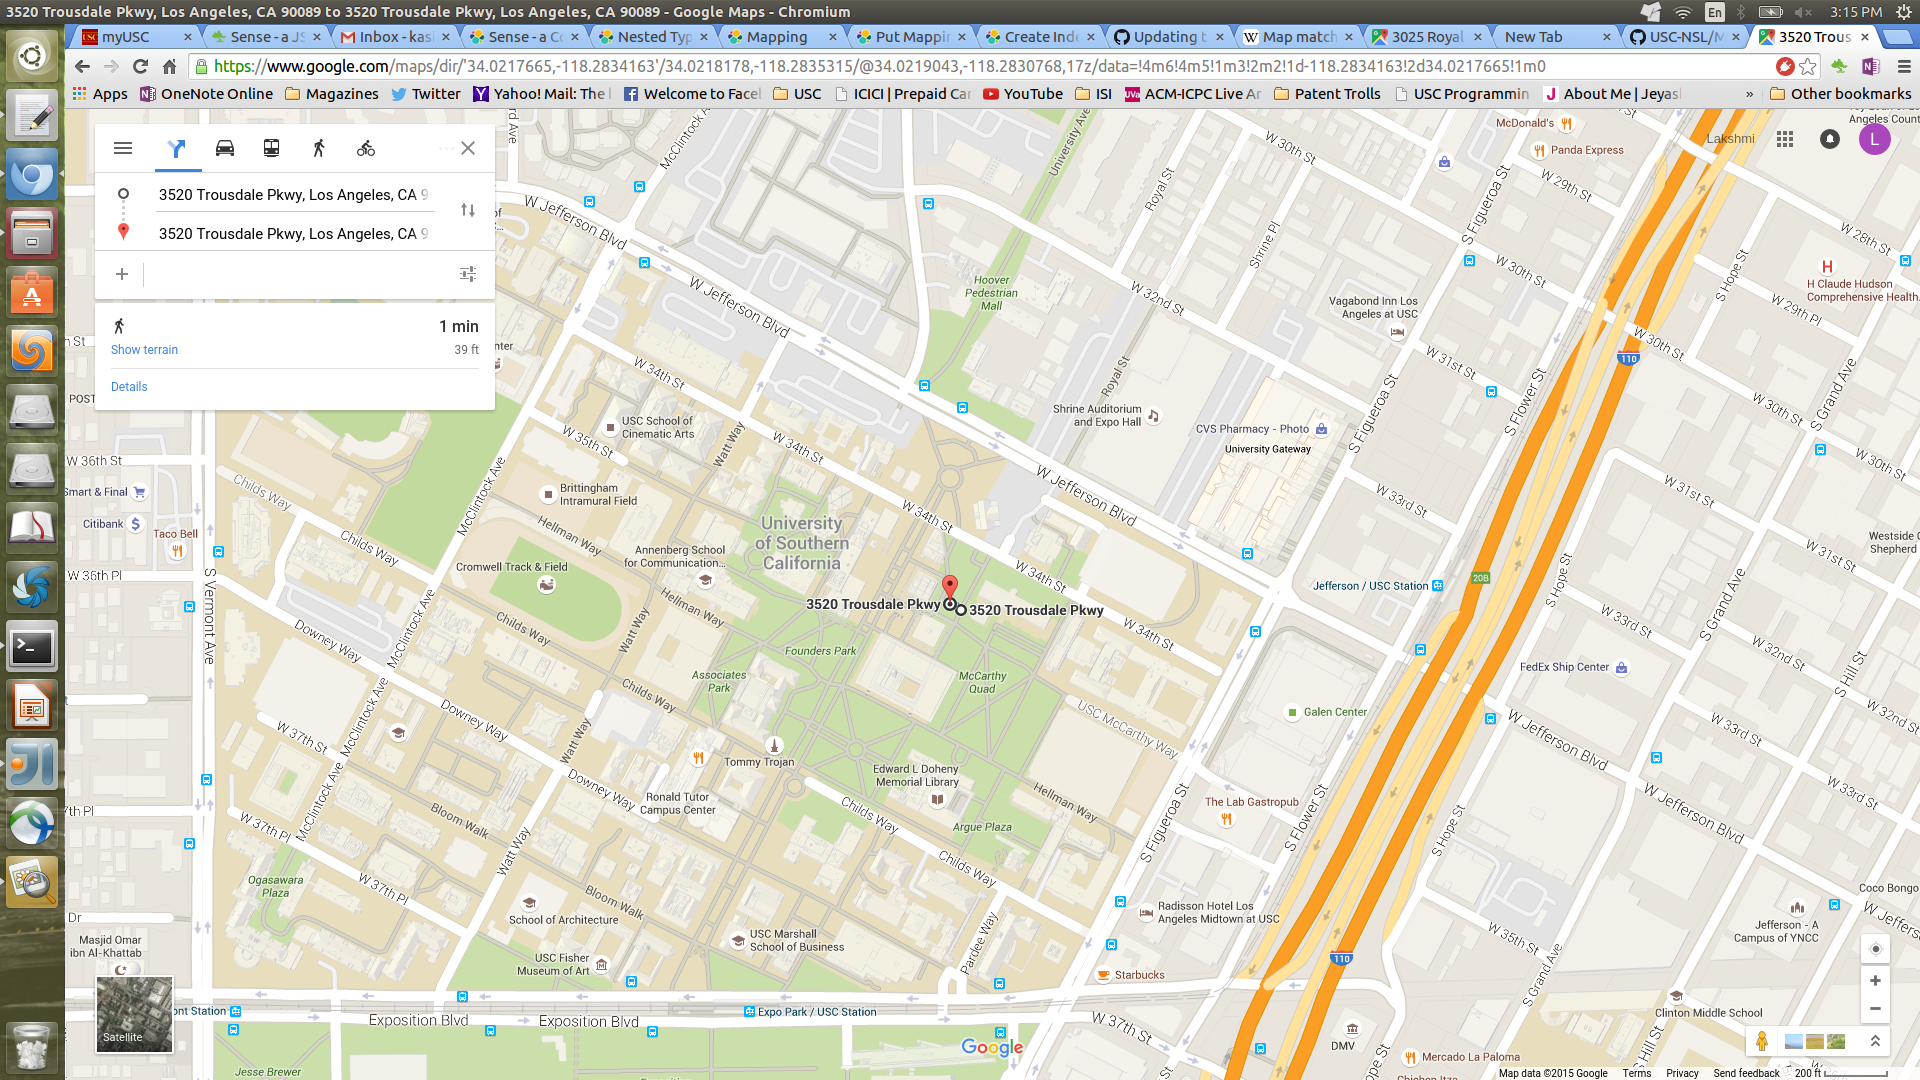 3520 Trousdale Pkwy, Los Angeles, CA 90089 to 3520 Trousdale Pkwy, Los Angeles, CA 90089 - Google Maps - Chromium
En
3:15 PM
myUSC
Sense - a JS
Inbox - kas
Sense - a Co
Nested Typ
Mapping
Put Mappin
Create Inde
Updating t
Map match
3025 Royal
New Tab
USC-NSL/M
3520 Trous
https://www.google.com/maps/dir/'34.0217665,-118.2834163'/34.0218178,-118.2835315/@34.0219043,-118.2830768,17z/data=!4m6!4m5!1m3!2m2!1d-118.2834163!2d34.0217665!1m0
Apps
OneNote Online
Magazines
Twitter
Yahoo! Mail: The
Welcome to Face
USC
ICICI | Prepaid Car
YouTube
ISI
ACM-ICPC Live Ar
Patent Trolls
USC Programmin
About Me | Jeyas
»
Other bookmarks
3520 Trousdale Pkwy, Los Angeles, CA 9
3520 Trousdale Pkwy, Los Angeles, CA 9
1 min
Show terrain
39 ft
Details
Lakshmi
L
Angeles Count
McDonald's
Panda Express
McClintock Ave
University Ave
W 30th St
W 29th St
Royal St
S Figueroa St
W 28th St
W Jefferson Blvd
Shrine Pl
W 30th St
S Hope St
H Claude Hudson
Comprehensive Health
W Jefferson Blvd
Hoover
Pedestrian
Mall
W 32nd St
Vagabond Inn Los
Angeles at USC
W 29th Pl
W 31st St
110
W 30th St
W 34th St
Royal St
Shrine Auditorium
and Expo Hall
CVS Pharmacy - Photo
University Gateway
S Figueroa St
S Flower St
W 30th St
S Grand Ave
USC School of
Cinematic Arts
Watt Way
W 35th St
W 34th St
W 36th St
Smart & Final
Citibank
Taco Bell
Childs Way
McClintock Ave
Brittingham
Intramural Field
Hellman Way
W Jefferson Blvd
W 34th St
W 33rd St
W 31st St
W 30th St
University
of Southern
California
Annenberg School
for Communication...
Childs Way
Cromwell Track & Field
W 36th Pl
S Vermont Ave
W 34th St
Jefferson / USC Station
20B
S Hope St
W 31st St
Westside
Shepherd
3520 Trousdale Pkwy
3520 Trousdale Pkwy
Hellman Way
Childs Way
Watt Way
McClintock Ave
Downey Way
W 34th St
W 33rd St
S Grand Ave
W 32nd St
Founders Park
Associates
Park
McCarthy
Quad
FedEx Ship Center
S Hill St
Childs Way
USC McCarthy Way
Galen Center
W Jefferson Blvd
W 32nd St
Downey Way
W 37th St
McClintock Ave
Watt Way
Tommy Trojan
Edward L Doheny
Memorial Library
Hellman Way
Downey Way
Ronald Tutor
Campus Center
Childs Way
Argue Plaza
The Lab Gastropub
S Figueroa St
S Flower St
S Hope St
W 33rd St
W Jefferson Blvd
7th Pl
W 37th Pl
McClintock Ave
Bloom Walk
Watt Way
Childs Way
Ogasawara
Plaza
W 37th Pl
School of Architecture
Bloom Walk
USC Marshall
School of Business
Radisson Hotel Los
Angeles Midtown at USC
Coco Bongo
Jefferson - A
Campus of YNCC
W Jeffer
Masjid Omar
ibn Al-Khattab
USC Fisher
Museum of Art
Pardee Way
Starbucks
110
W 35th St
S Grand Ave
Satellite
ont Station
Exposition Blvd
Exposition Blvd
Expo Park / USC Station
W 37th St
DMV
Clinton Middle School
S Hill St
Jesse Brewer
Google
Mercado La Paloma
Map data ©2015 Google
Terms
Privacy
Send feedback
200 ft